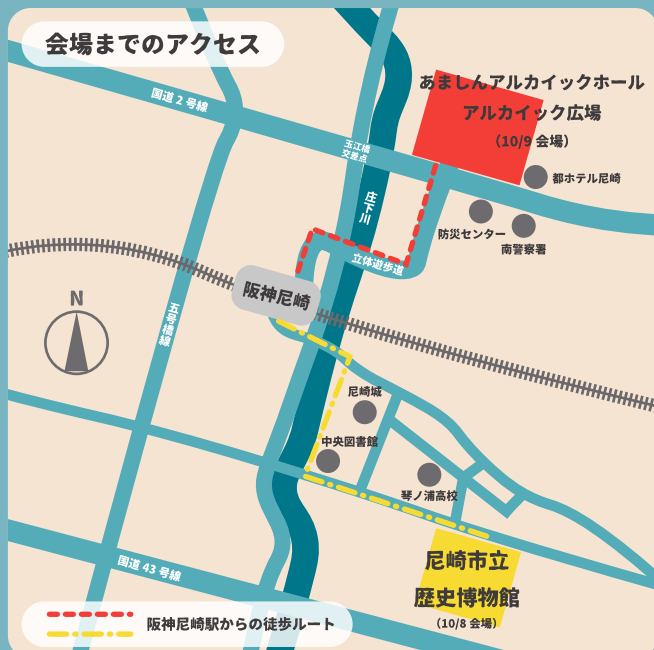 会場までのアクセス
あましんアルカイックホール
アルカイック広場
(10/9 会場)
国道2号線
玉江橋
交差点
都ホテル尼崎
庄下川
防災センター
南警察署
立体遊歩道
阪神尼崎
N
五号橋線
尼崎城
中央図書館
琴ノ浦高校
尼崎市立
歴史博物館
(10/8 会場)
国道43号線
阪神尼崎駅からの徒歩ルート